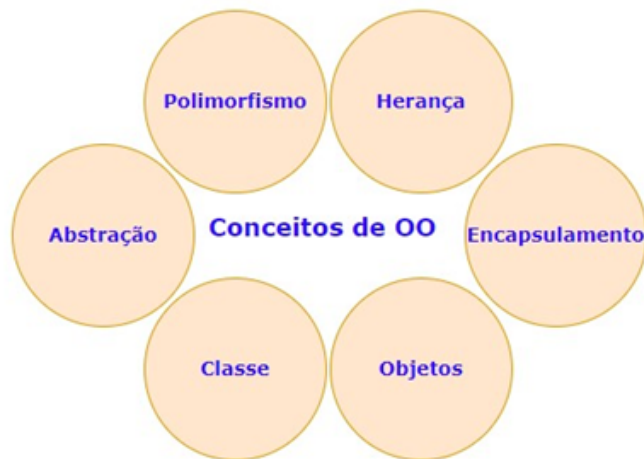 Polimorfismo
Herança
Abstração
Conceitos de OO
Encapsulamento
Classe
Objetos